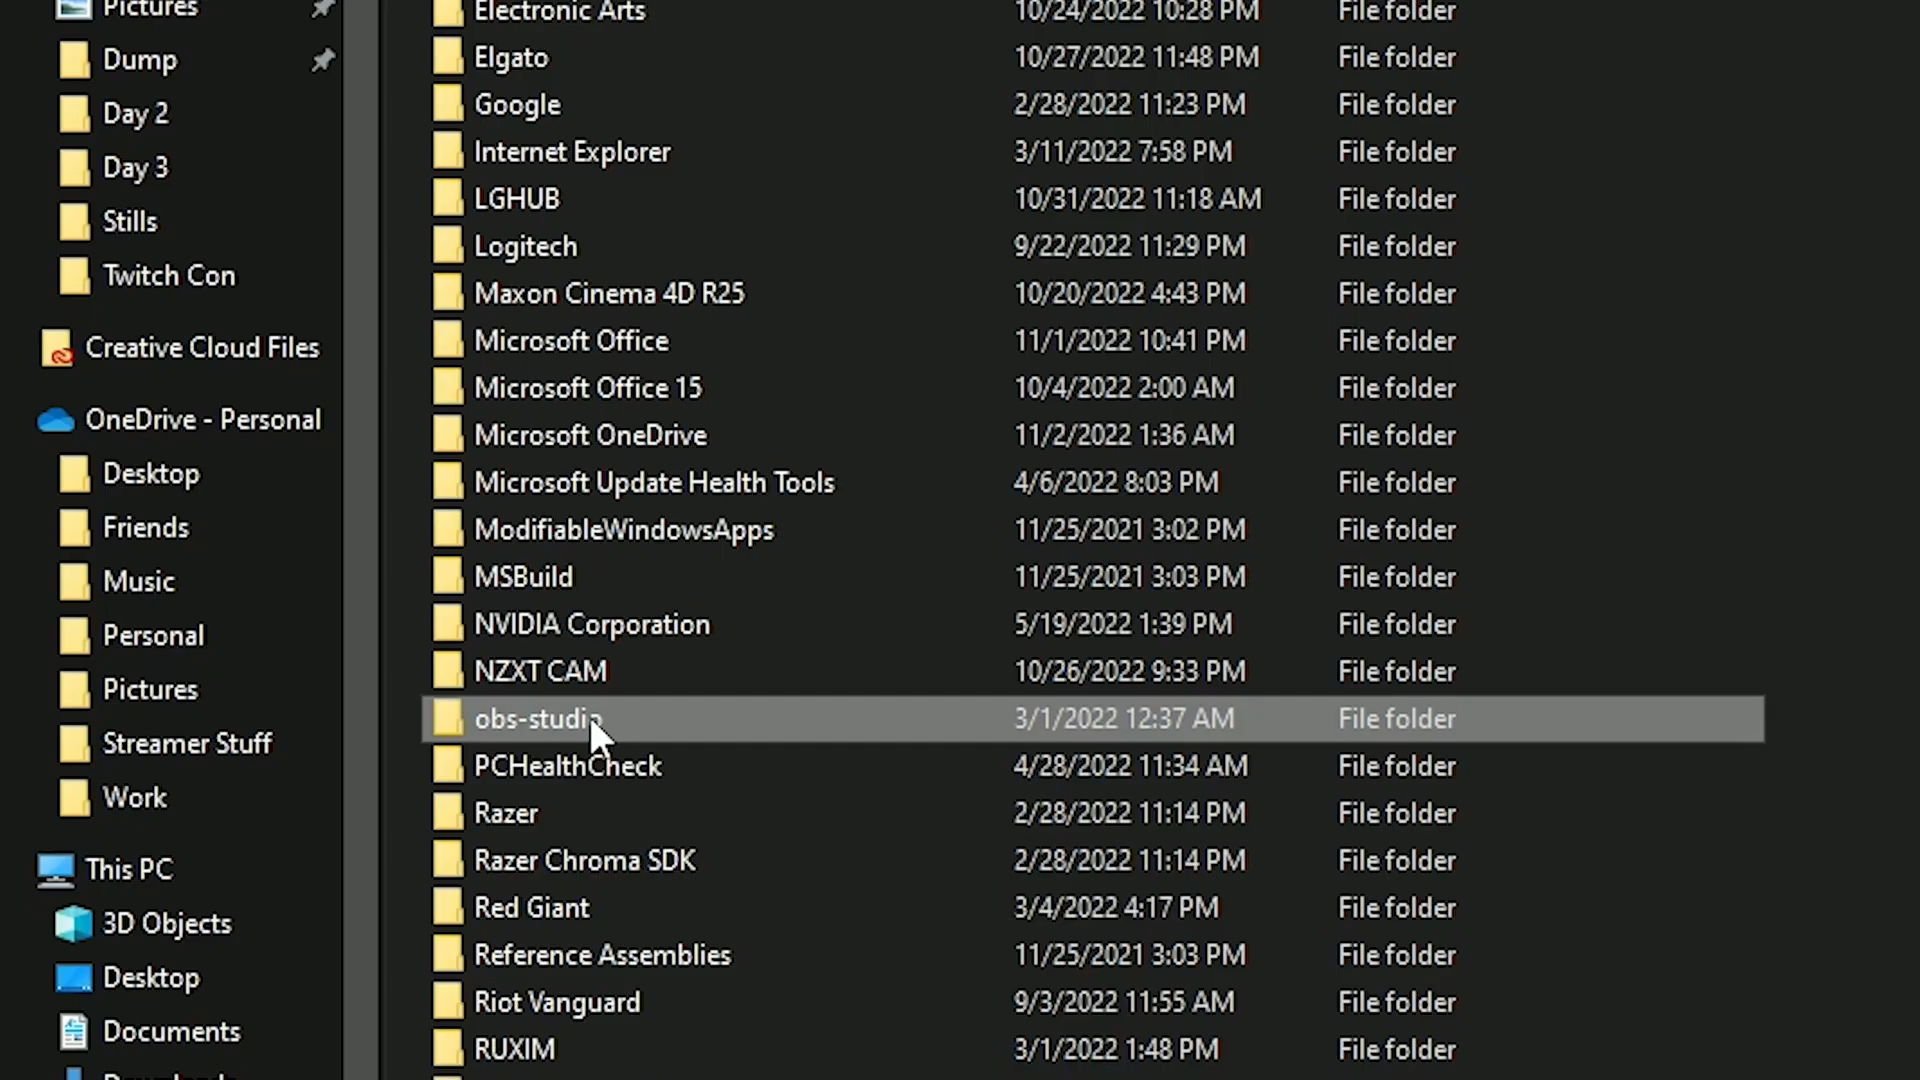 Pictures
Dump
Day 2
Day 3
Stills
Twitch Con
Creative Cloud Files
OneDrive - Personal
Desktop
Friends
Music
Personal
Pictures
Streamer Stuff
Work
This PC
3D Objects
Desktop
Documents
Electronic Arts 10/24/2022 10:28 PM File folder
Elgato 10/27/2022 11:48 PM File folder
Google 2/28/2022 11:23 PM File folder
Internet Explorer 3/11/2022 7:58 PM File folder
LGHUB 10/31/2022 11:18 AM File folder
Logitech 9/22/2022 11:29 PM File folder
Maxon Cinema 4D R25 10/20/2022 4:43 PM File folder
Microsoft Office 11/1/2022 10:41 PM File folder
Microsoft Office 15 10/4/2022 2:00 AM File folder
Microsoft OneDrive 11/2/2022 1:36 AM File folder
Microsoft Update Health Tools 4/6/2022 8:03 PM File folder
ModifiableWindowsApps 11/25/2021 3:02 PM File folder
MSBuild 11/25/2021 3:03 PM File folder
NVIDIA Corporation 5/19/2022 1:39 PM File folder
NZXT CAM 10/26/2022 9:33 PM File folder
obs-studio 3/1/2022 12:37 AM File folder
PCHealthCheck 4/28/2022 11:34 AM File folder
Razer 2/28/2022 11:14 PM File folder
Razer Chroma SDK 2/28/2022 11:14 PM File folder
Red Giant 3/4/2022 4:17 PM File folder
Reference Assemblies 11/25/2021 3:03 PM File folder
Riot Vanguard 9/3/2022 11:55 AM File folder
RUXIM 3/1/2022 1:48 PM File folder